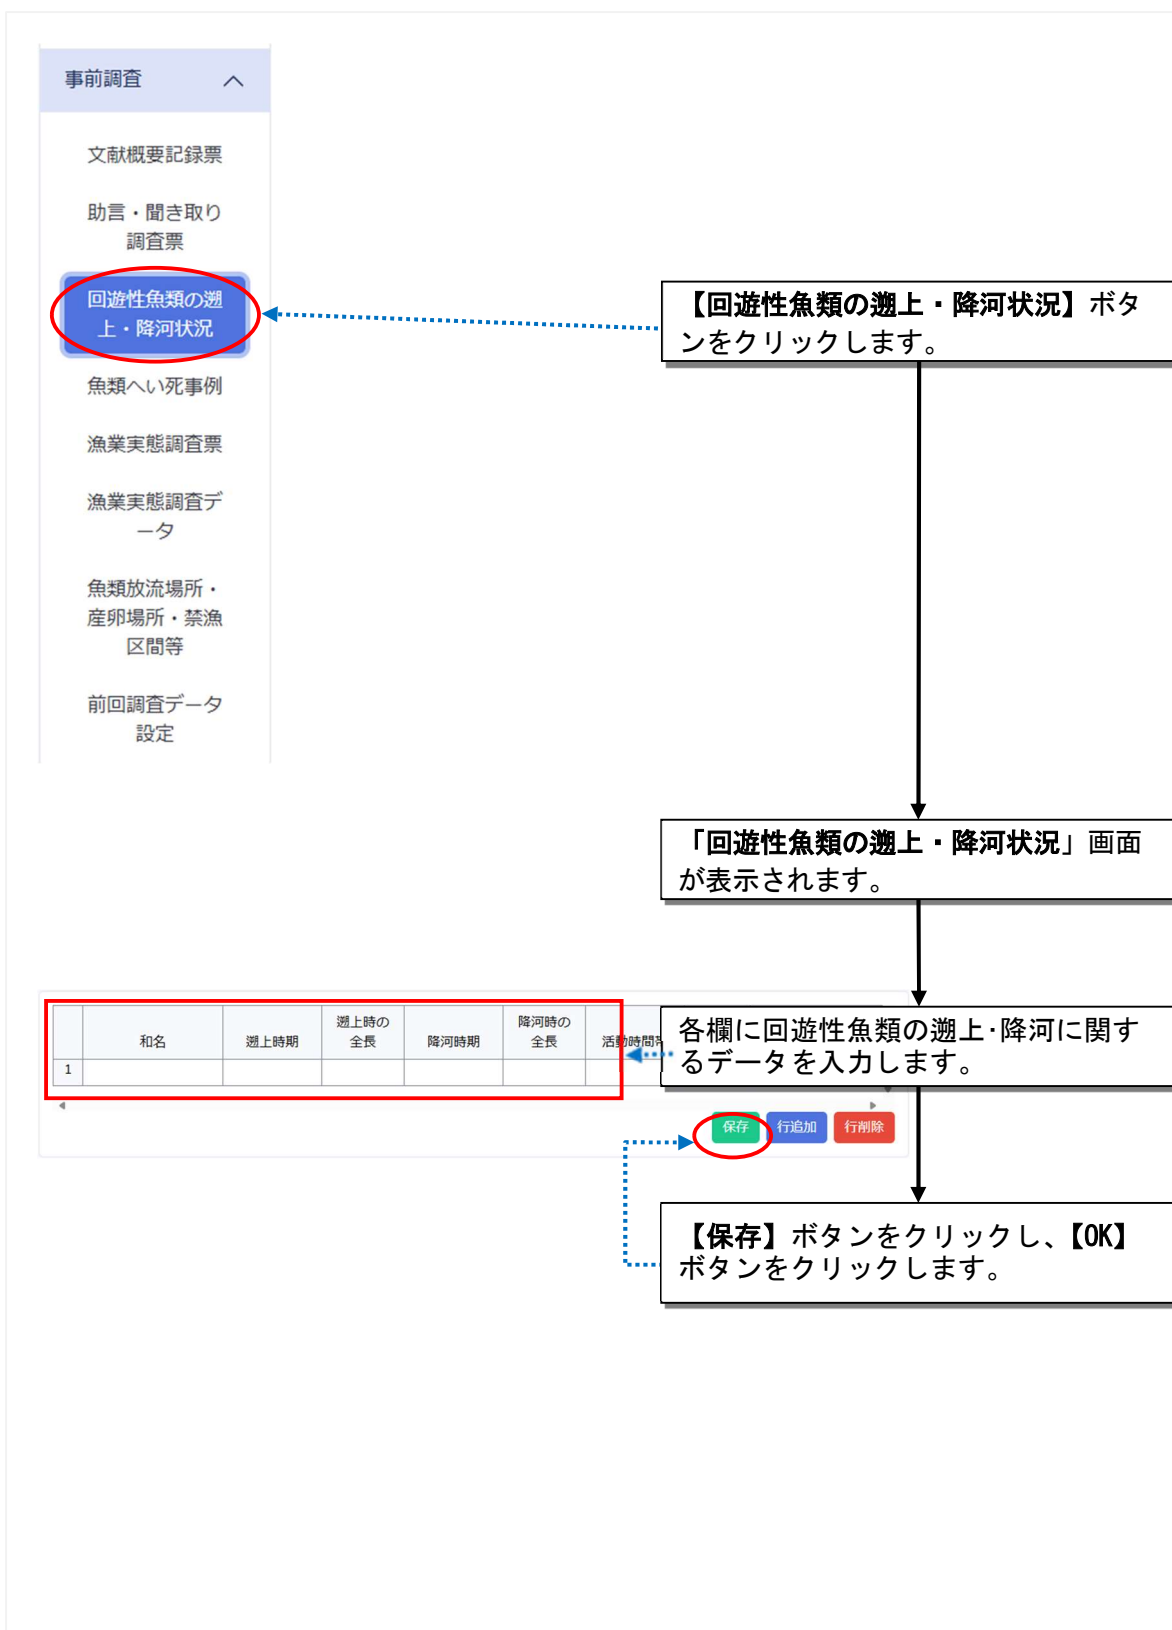 事前調査
文献概要記録票
助言・聞き取り
調査票
回遊性魚類の遡
上・降河状況
魚類へい死事例
漁業実態調査票
漁業実態調査デ
ータ
魚類放流場所・
産卵場所・禁漁
区間等
前回調査データ
設定
【回遊性魚類の遡上・降河状況】ボタ
ンをクリックします。
「回遊性魚類の遡上・降河状況」画面
が表示されます。
和名 遡上時期 遡上時の全長 降河時期 降河時の全長 活動時間帯
1
各欄に回遊性魚類の遡上・降河に関す
るデータを入力します。
保存 行追加 行削除
【保存】ボタンをクリックし、【OK】
ボタンをクリックします。